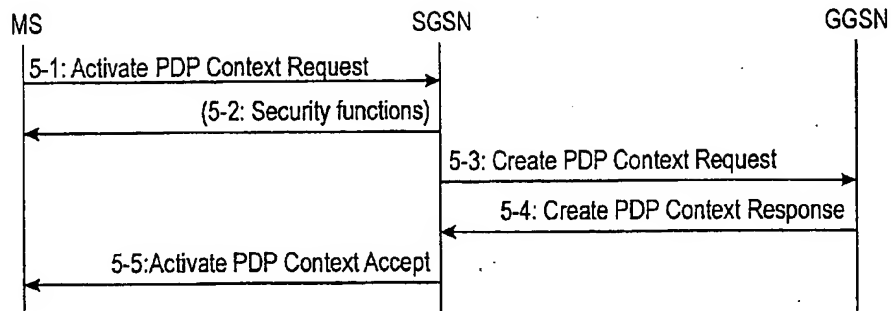 MS SGSN GGSN
5-1: Activate PDP Context Request
(5-2: Security functions)
5-3: Create PDP Context Request
5-4: Create PDP Context Response
5-5:Activate PDP Context Accept